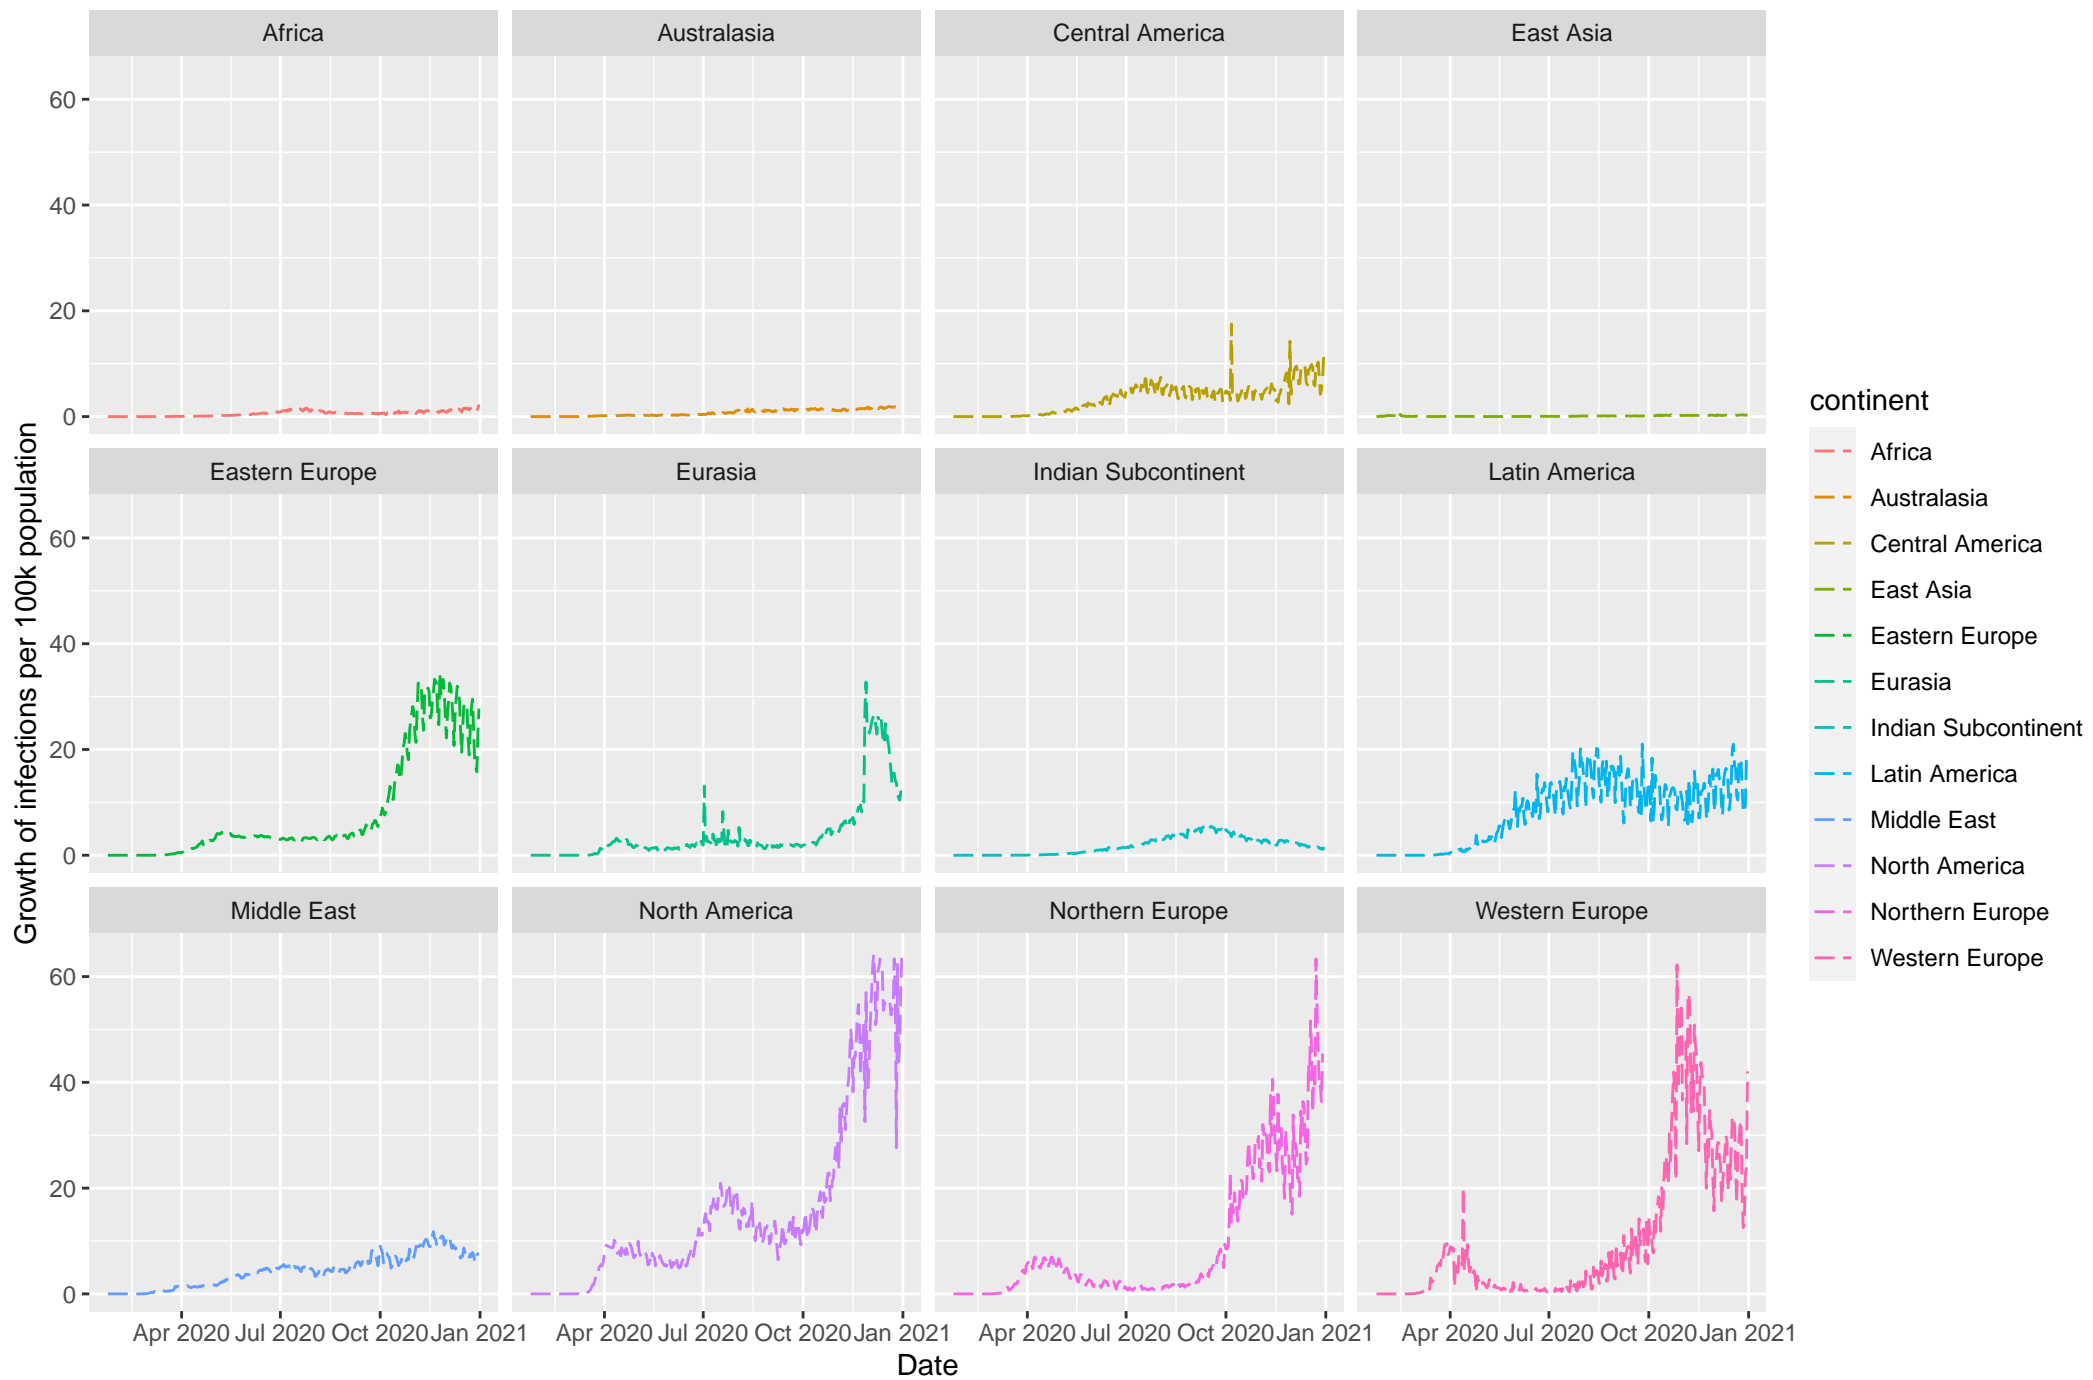 Africa
Australasia
Central America
East Asia
60
40
20
0
Eastern Europe
Eurasia
Indian Subcontinent
Latin America
60
40
20
0
Middle East
North America
Northern Europe
Western Europe
60
40
20
0
Apr 2020 Jul 2020 Oct 2020 Jan 2021
Apr 2020 Jul 2020 Oct 2020 Jan 2021
Apr 2020 Jul 2020 Oct 2020 Jan 2021
Apr 2020 Jul 2020 Oct 2020 Jan 2021
Date
Growth of infections per 100k population
continent
Africa
Australasia
Central America
East Asia
Eastern Europe
Eurasia
Indian Subcontinent
Latin America
Middle East
North America
Northern Europe
Western Europe